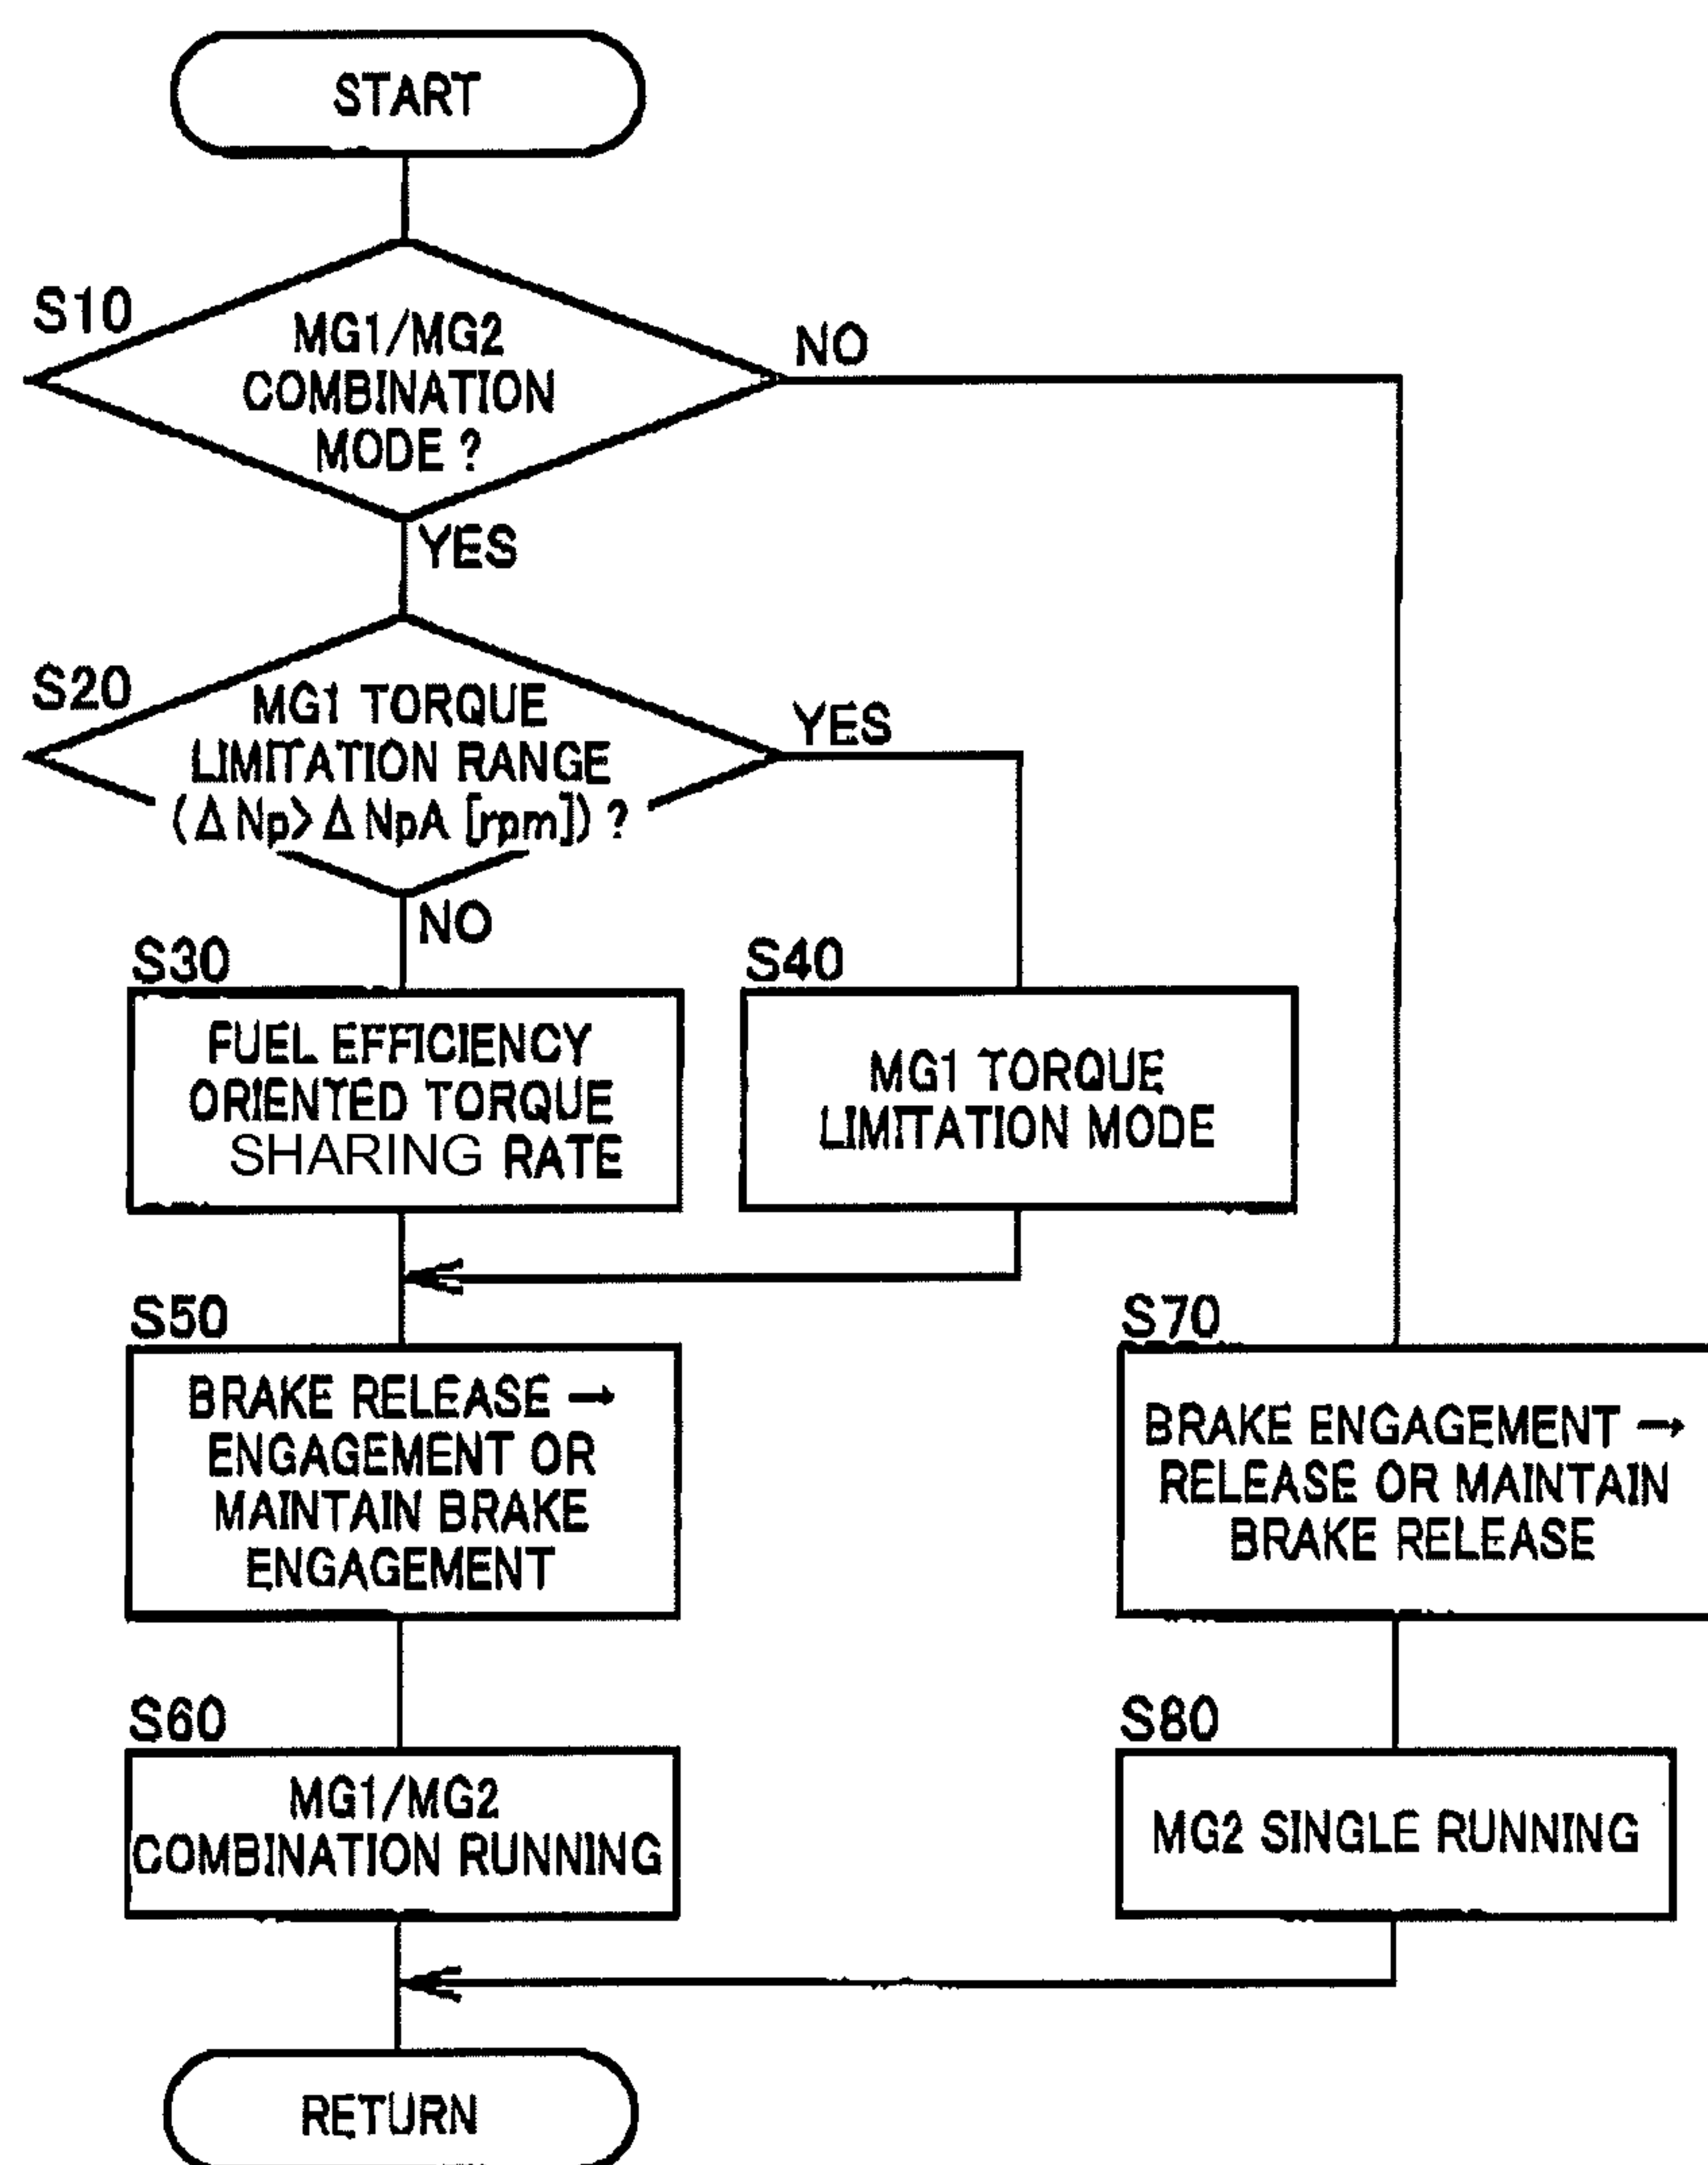 START
S10
MG1/MG2
COMBINATION
MODE ?
NO
YES
S20
MG1 TORQUE
LIMITATION RANGE
(Δ Np> Δ NpA [rpm]) ?
YES
NO
S30
FUEL EFFICIENCY
ORIENTED TORQUE
SHARING RATE
S40
MG1 TORQUE
LIMITATION MODE
S50
BRAKE RELEASE →
ENGAGEMENT OR
MAINTAIN BRAKE
ENGAGEMENT
S70
BRAKE ENGAGEMENT →
RELEASE OR MAINTAIN
BRAKE RELEASE
S60
MG1/MG2
COMBINATION RUNNING
S80
MG2 SINGLE RUNNING
RETURN